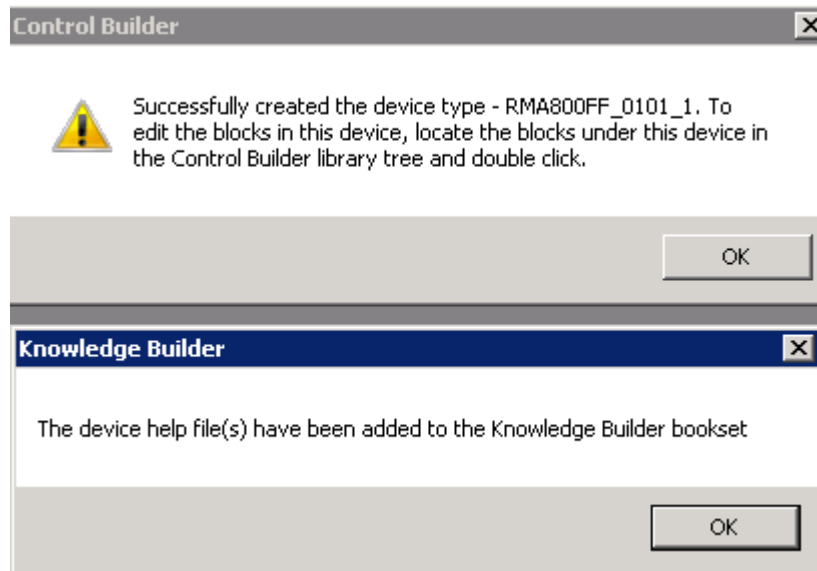 Control Builder
Successfully created the device type - RMA800FF_0101_1. To
edit the blocks in this device, locate the blocks under this device in
the Control Builder library tree and double click.
OK
Knowledge Builder
The device help file(s) have been added to the Knowledge Builder bookset
OK